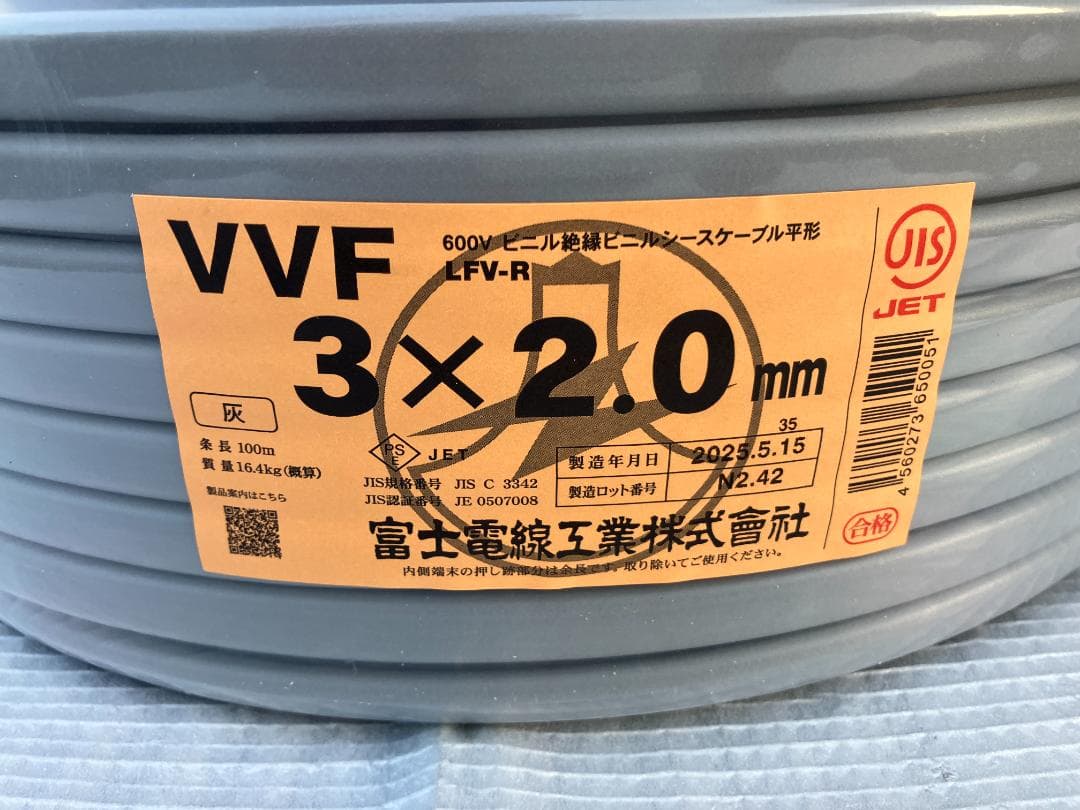 VVF
600V ビニル絶縁ビニルシースケーブル平形
LFV-R
3×2.0mm
灰
条長 100m
質量16.4kg(概算)
製品案内はこちら
PS
E
JET
JIS規格番号 JIS C 3342
JIS認証番号 JE 0507008
35
製造年月日 2025.5.15
製造ロット番号 N2.42
富士電線工業株式會社
内側端末の押し跡部分は余長です。取り除いてご使用ください。
JIS
JET
4 560273 650051
合格